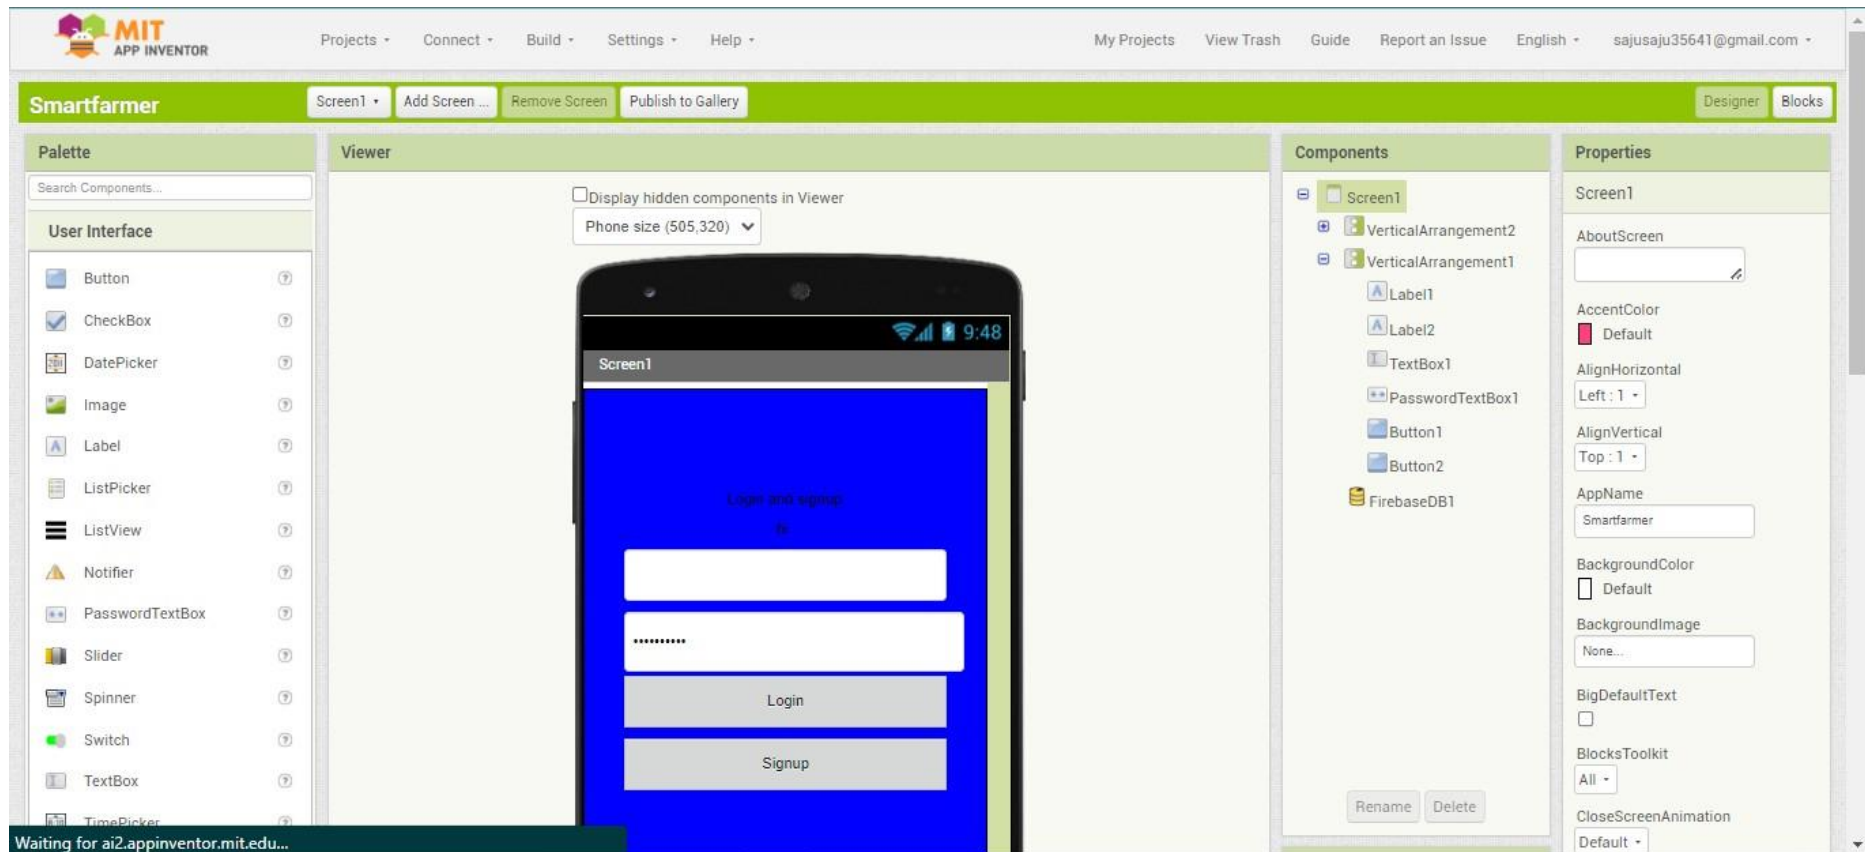 MIT
APP INVENTOR
Projects
Connect
Build
Settings
Help
My Projects
View Trash
Guide
Report an Issue
English
sajusaju35641@gmail.com
Smartfarmer
Screen1
Add Screen ...
Remove Screen
Publish to Gallery
Designer
Blocks
Palette
Search Components...
User Interface
Button
CheckBox
DatePicker
Image
Label
ListPicker
ListView
Notifier
PasswordTextBox
Slider
Spinner
Switch
TextBox
TimePicker
Waiting for ai2.appinventor.mit.edu...
Viewer
Display hidden components in Viewer
Phone size (505,320)
9:48
Screen1
Login and signup
••••••••••
Login
Signup
Components
Screen1
VerticalArrangement2
VerticalArrangement1
Label1
Label2
TextBox1
PasswordTextBox1
Button1
Button2
FirebaseDB1
Rename
Delete
Properties
Screen1
AboutScreen
AccentColor
Default
AlignHorizontal
Left : 1
AlignVertical
Top : 1
AppName
Smartfarmer
BackgroundColor
Default
BackgroundImage
None...
BigDefaultText
BlocksToolkit
All
CloseScreenAnimation
Default